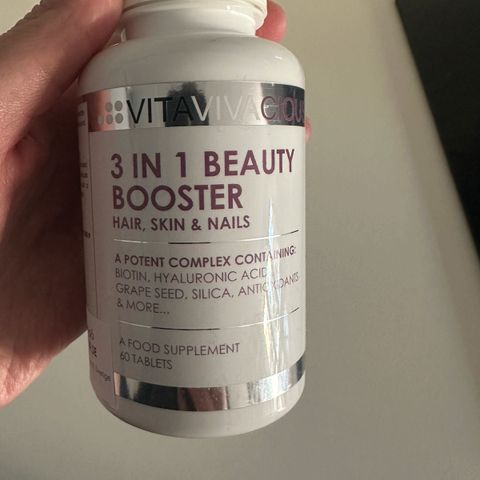 VITAVIVACIOUS
3 IN 1 BEAUTY
BOOSTER
HAIR, SKIN & NAILS
A POTENT COMPLEX CONTAINING:
BIOTIN, HYALURONIC ACID,
GRAPE SEED, SILICA, ANTIOXIDANTS
& MORE...
A FOOD SUPPLEMENT
60 TABLETS